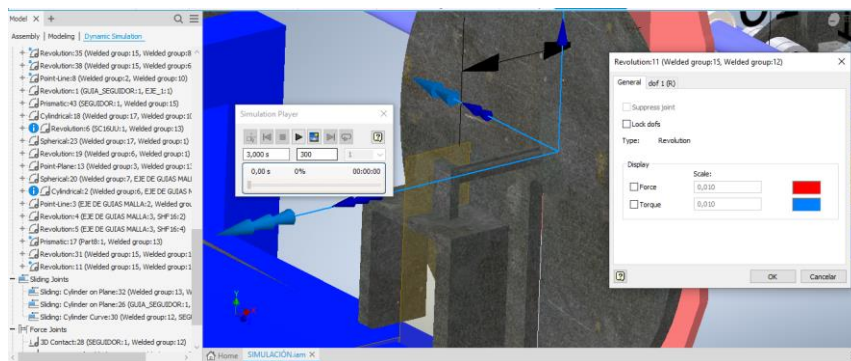 Model × +
Assembly | Modeling | Dynamic Simulation
+ Revolution:35 (Welded group:15, Welded group:8
+ Revolution:38 (Welded group:15, Welded group:6
+ Point-Line:8 (Welded group:2, Welded group:10)
+ Revolution:1 (GUIA_SEGUIDOR:1, EJE_1:1)
+ Prismatic:43 (SEGUIDOR:1, Welded group:15)
+ Cylindrical:18 (Welded group:17, Welded group:10
+ Revolution:6 (SC16UU:1, Welded group:13)
+ Spherical:23 (Welded group:17, Welded group:1)
+ Revolution:19 (Welded group:6, Welded group:1)
+ Point-Plane:13 (Welded group:3, Welded group:1
+ Spherical:20 (Welded group:7, EJE DE GUIAS MAL
+ Cylindrical:2 (Welded group:6, EJE DE GUIAS M
+ Point-Line:3 (EJE DE GUIAS MALLA:2, Welded grou
+ Revolution:4 (EJE DE GUIAS MALLA:3, SHF16:2)
+ Revolution:5 (EJE DE GUIAS MALLA:3, SHF16:4)
+ Prismatic:17 (Part8:1, Welded group:13)
+ Revolution:31 (Welded group:15, Welded group:1
+ Revolution:11 (Welded group:15, Welded group:1
− Sliding Joints
Sliding: Cylinder on Plane:32 (Welded group:13, W
Sliding: Cylinder on Plane:26 (GUIA_SEGUIDOR:1,
Sliding: Cylinder Curve:30 (Welded group:12, SEGU
− Force Joints
3D Contact:28 (SEGUIDOR:1, Welded group:12)
Simulation Player
3,000 s 300 1
0,00 s 0% 00:00:00
Y
X
Home SIMULACIÓN.iam ×
Revolution:11 (Welded group:15, Welded group:12)
General dof 1 (R)
Suppress joint
Lock dofs
Type: Revolution
Display
Scale:
Force 0,010
Torque 0,010
OK Cancelar